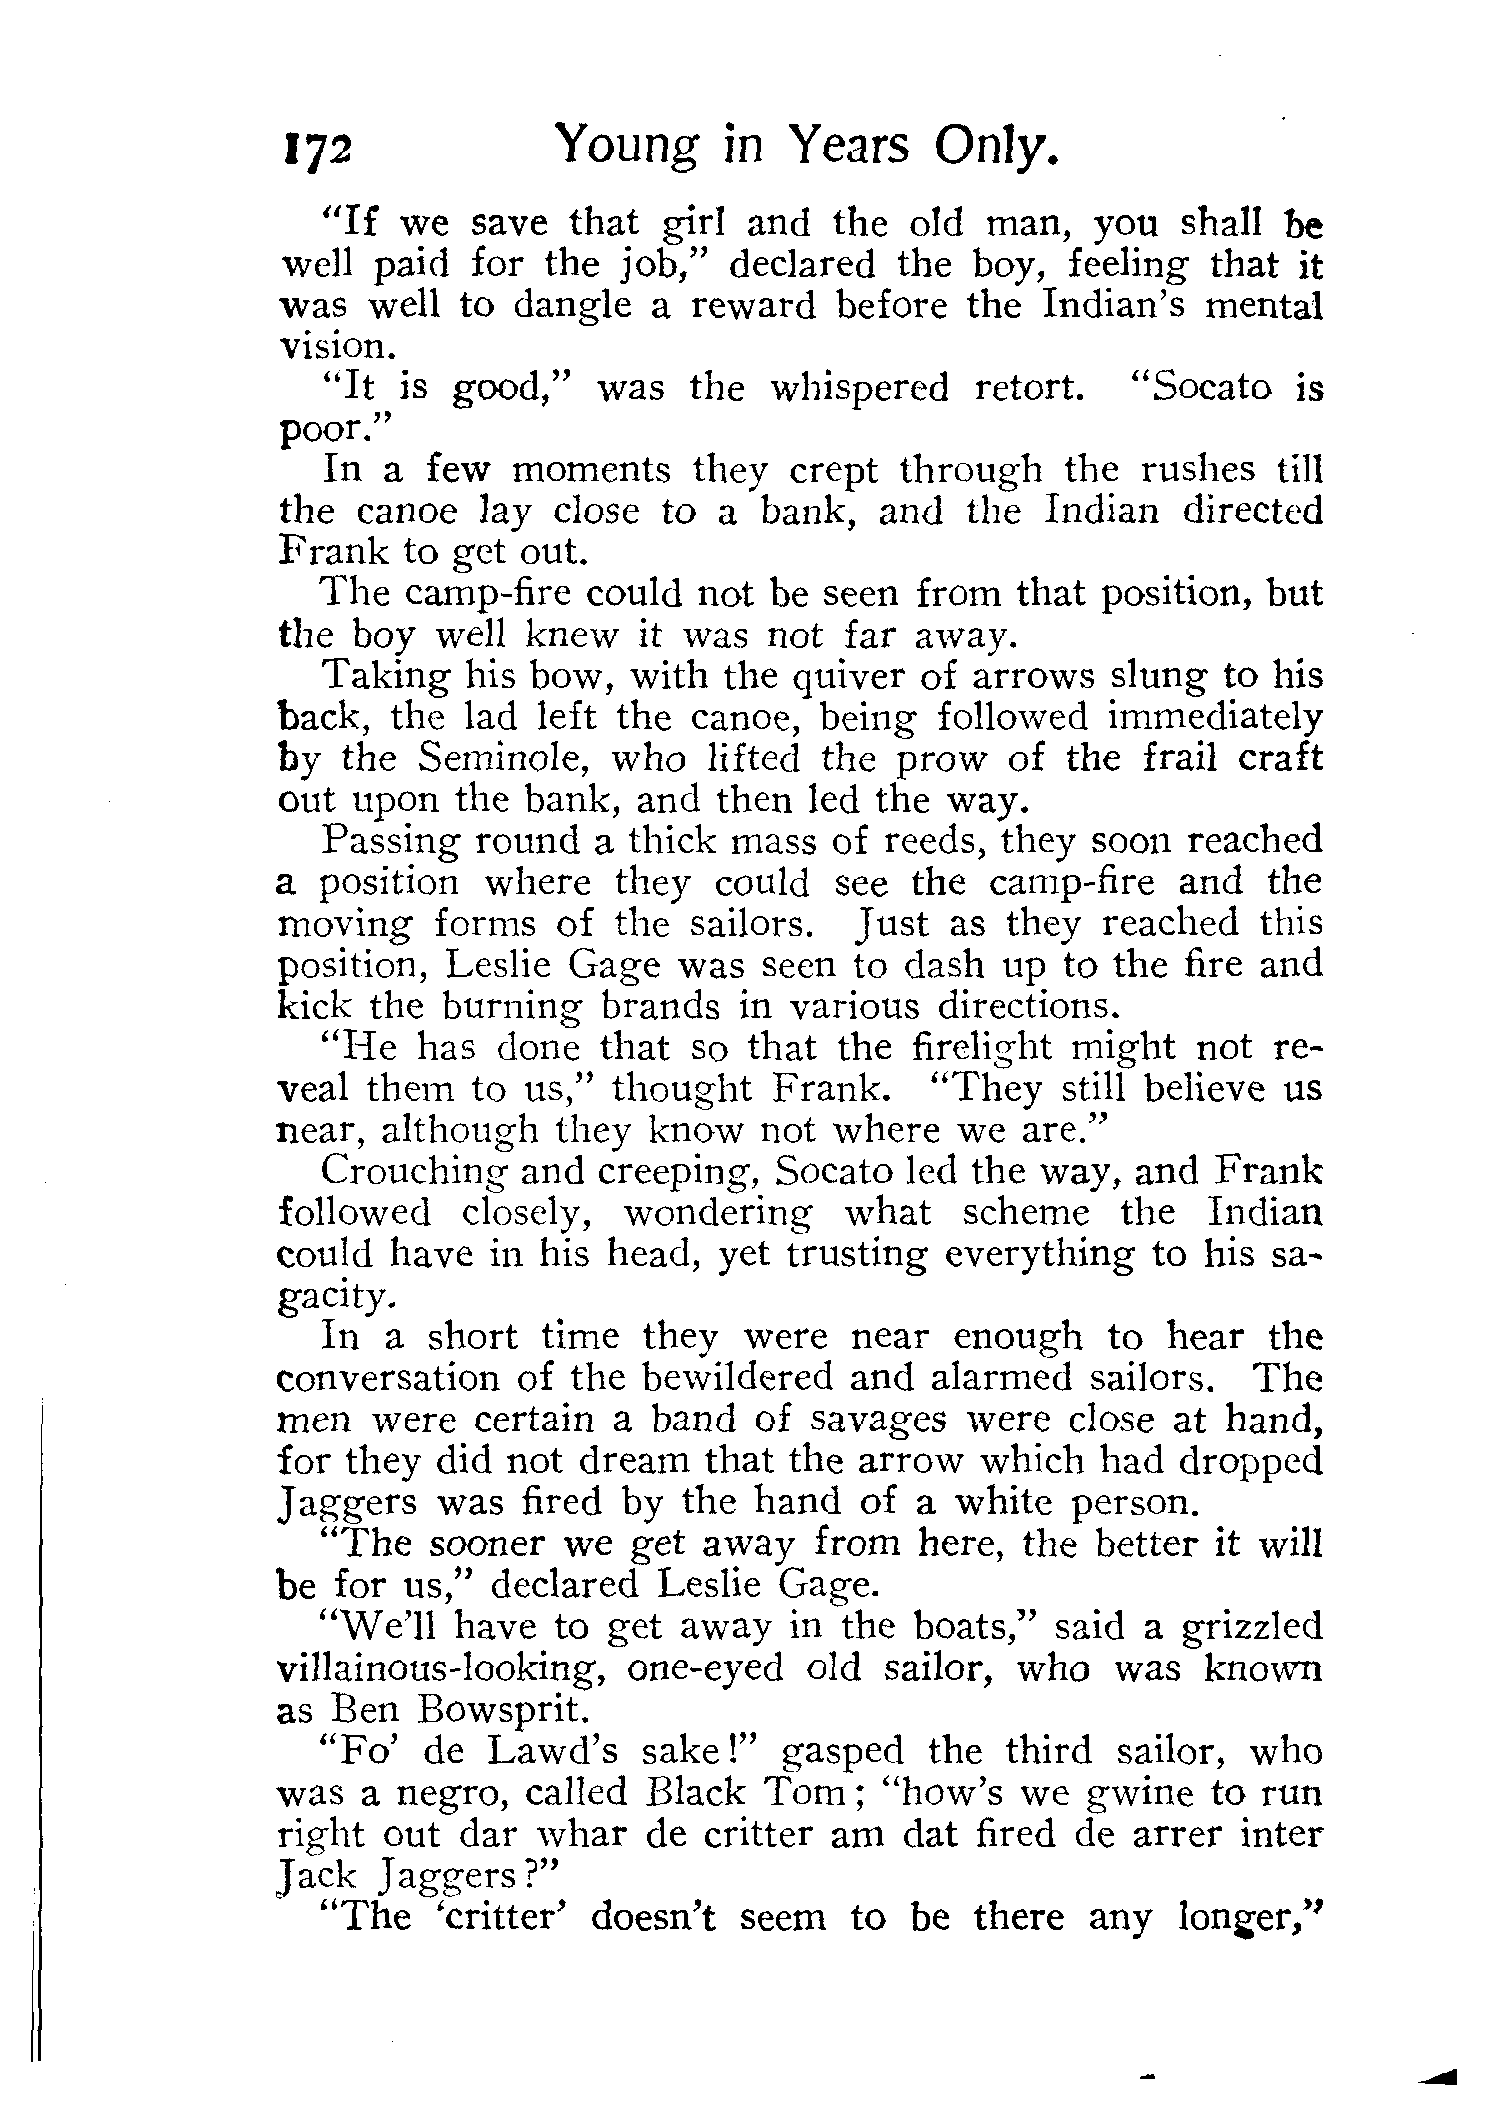 172 Young in Years Only.
"If we save that girl and the old man, you shall be
well paid for the job," declared the boy, feeling that it
was well to dangle a reward before the Indian's mental
vision.
"It is good," was the whispered retort. "Socato is
poor."
In a few moments they crept through the rushes till
the canoe lay close to a bank, and the Indian directed
Frank to get out.
The camp-fire could not be seen from that position, but
the boy well knew it was not far away.
Taking his bow, with the quiver of arrows slung to his
back, the lad left the canoe, being followed immediately
by the Seminole, who lifted the prow of the frail craft
out upon the bank, and then led the way.
Passing round a thick mass of reeds, they soon reached
a position where they could see the camp-fire and the
moving forms of the sailors. Just as they reached this
position, Leslie Gage was seen to dash up to the fire and
kick the burning brands in various directions.
"He has done that so that the firelight might not re-
veal them to us," thought Frank. "They still believe us
near, although they know not where we are."
Crouching and creeping, Socato led the way, and Frank
followed closely, wondering what scheme the Indian
could have in his head, yet trusting everything to his sa-
gacity.
In a short time they were near enough to hear the
conversation of the bewildered and alarmed sailors. The
men were certain a band of savages were close at hand,
for they did not dream that the arrow which had dropped
Jaggers was fired by the hand of a white person.
"The sooner we get away from here, the better it will
be for us," declared Leslie Gage.
"We'll have to get away in the boats," said a grizzled
villainous-looking, one-eyed old sailor, who was known
as Ben Bowsprit.
"Fo' de Lawd's sake!" gasped the third sailor, who
was a negro, called Black Tom; "how's we gwine to run
right out dar whar de critter am dat fired de arrer inter
Jack Jaggers?"
"The 'critter' doesn't seem to be there any longer,"